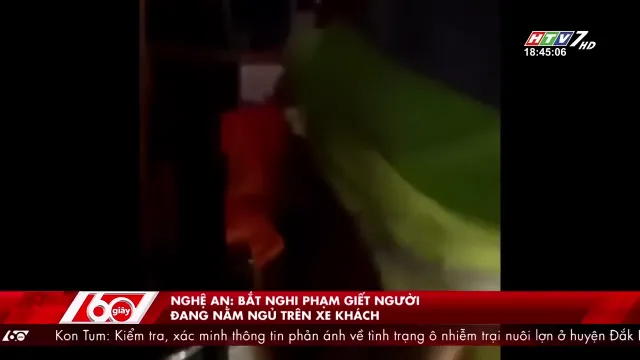 HTV7 HD
18:45:06
60 giây
NGHỆ AN: BẮT NGHI PHẠM GIẾT NGƯỜI
ĐANG NẰM NGỦ TRÊN XE KHÁCH
60 giây Kon Tum: Kiểm tra, xác minh thông tin phản ánh về tình trạng ô nhiễm trại nuôi lợn ở huyện Đắk